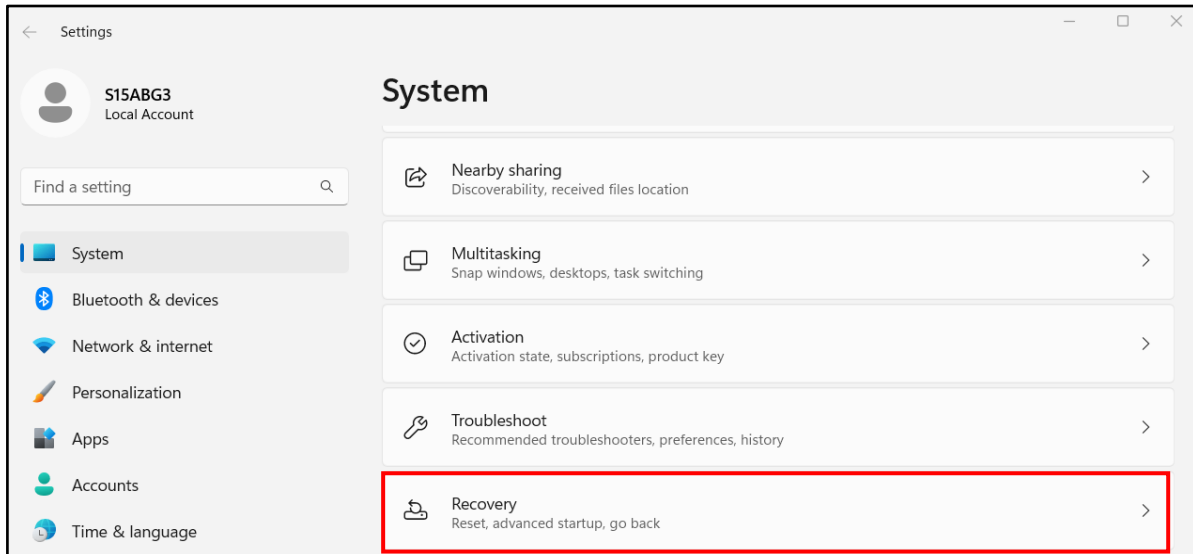 Settings
S15ABG3
Local Account
Find a setting
System
Bluetooth & devices
Network & internet
Personalization
Apps
Accounts
Time & language
System
Nearby sharing
Discoverability, received files location
Multitasking
Snap windows, desktops, task switching
Activation
Activation state, subscriptions, product key
Troubleshoot
Recommended troubleshooters, preferences, history
Recovery
Reset, advanced startup, go back